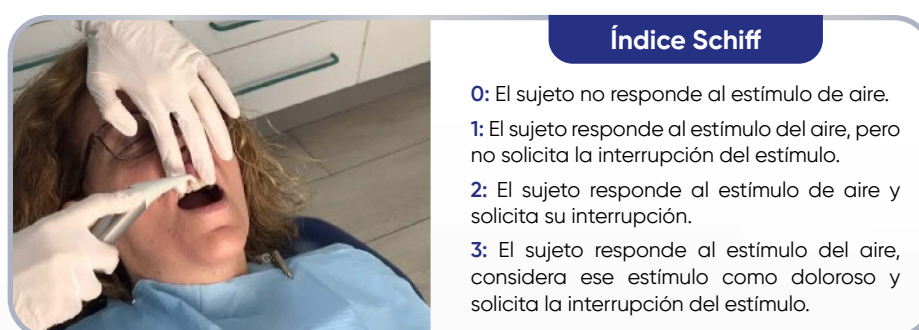 Índice Schiff
0: El sujeto no responde al estímulo de aire.
1: El sujeto responde al estímulo del aire, pero
no solicita la interrupción del estímulo.
2: El sujeto responde al estímulo de aire y
solicita su interrupción.
3: El sujeto responde al estímulo del aire,
considera ese estímulo como doloroso y
solicita la interrupción del estímulo.